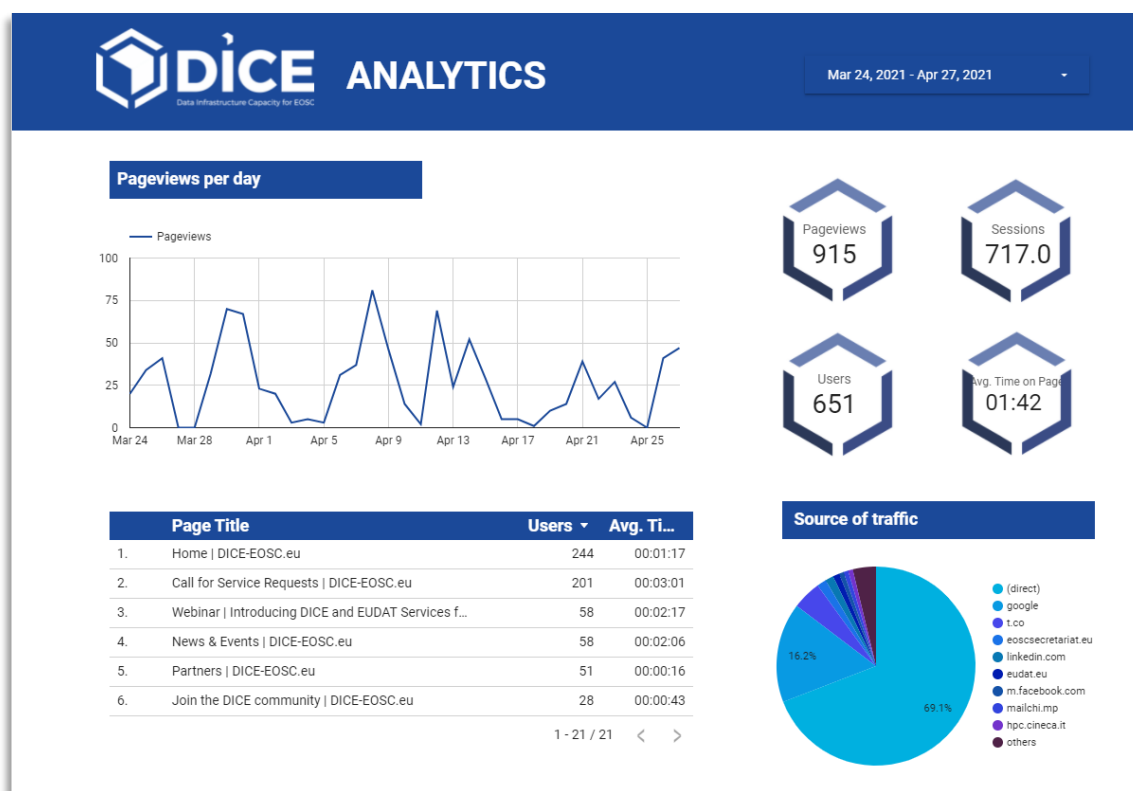 DiCE
Data Infrastructure Capacity for EOSC
ANALYTICS
Mar 24, 2021 - Apr 27, 2021
Pageviews per day
Pageviews
100
75
50
25
0
Mar 24 Mar 28 Apr 1 Apr 5 Apr 9 Apr 13 Apr 17 Apr 21 Apr 25
Pageviews
915
Sessions
717.0
Users
651
Avg. Time on Page
01:42
Page Title Users Avg. Ti...
1. Home | DICE-EOSC.eu 244 00:01:17
2. Call for Service Requests | DICE-EOSC.eu 201 00:03:01
3. Webinar | Introducing DICE and EUDAT Services f... 58 00:02:17
4. News & Events | DICE-EOSC.eu 58 00:02:06
5. Partners | DICE-EOSC.eu 51 00:00:16
6. Join the DICE community | DICE-EOSC.eu 28 00:00:43
1 - 21 / 21 < >
Source of traffic
16.2%
69.1%
(direct)
google
t.co
eoscsecretariat.eu
linkedin.com
eudat.eu
m.facebook.com
mailchi.mp
hpc.cineca.it
others